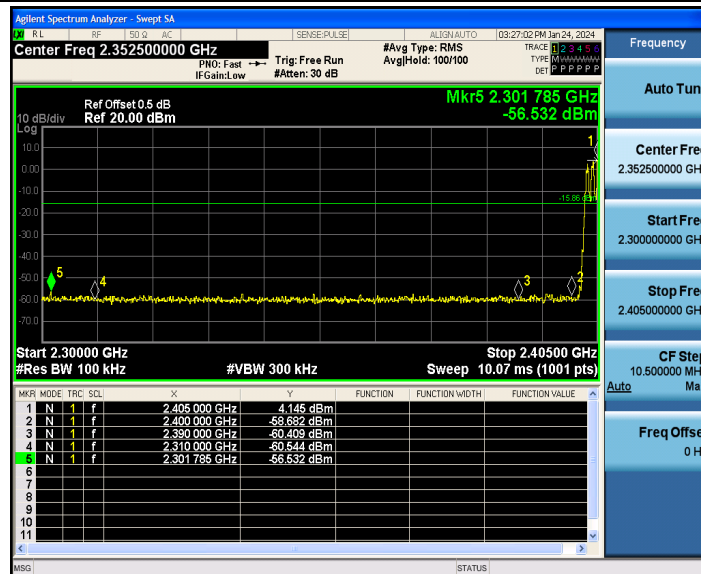 Agilent Spectrum Analyzer - Swept SA
LXI RL RF 50 Ω AC SENSE:PULSE ALIGN AUTO 03:27:02 PM Jan 24, 2024
Center Freq 2.352500000 GHz
PNO: Fast
IFGain:Low
Trig: Free Run
#Atten: 30 dB
#Avg Type: RMS
Avg|Hold: 100/100
TRACE 1 2 3 4 5 6
TYPE M
DET P P P P P P
Frequency
Ref Offset 0.5 dB
Mkr5 2.301 785 GHz
10 dB/div Ref 20.00 dBm -56.532 dBm
Log
10.0
0.00
-10.0
-20.0
-30.0
-40.0
-50.0
-60.0
-70.0
1
-15.86 dBm
5
4
3
2
Start 2.30000 GHz Stop 2.40500 GHz
#Res BW 100 kHz #VBW 300 kHz Sweep 10.07 ms (1001 pts)
MKR MODE TRC SCL X Y FUNCTION FUNCTION WIDTH FUNCTION VALUE
1 N 1 f 2.405 000 GHz 4.145 dBm
2 N 1 f 2.400 000 GHz -58.682 dBm
3 N 1 f 2.390 000 GHz -60.409 dBm
4 N 1 f 2.310 000 GHz -60.544 dBm
5 N 1 f 2.301 785 GHz -56.532 dBm
6
7
8
9
10
11
MSG STATUS
Auto Tun
Center Fre
2.352500000 GH
Start Fre
2.300000000 GH
Stop Fre
2.405000000 GH
CF Step
10.500000 MH
Auto Ma
Freq Offse
0 H